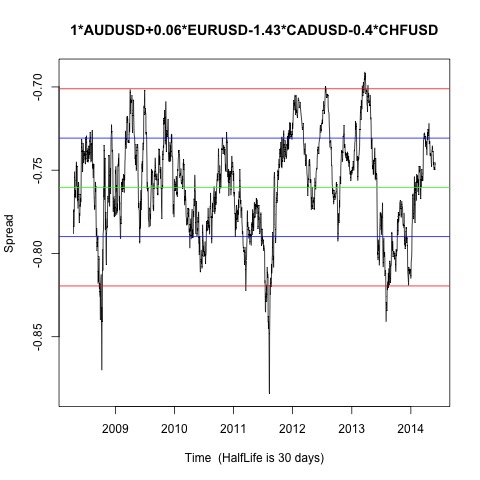 1*AUDUSD+0.06*EURUSD-1.43*CADUSD-0.4*CHFUSD
-0.70
-0.75
-0.80
-0.85
Spread
2009 2010 2011 2012 2013 2014
Time (HalfLife is 30 days)